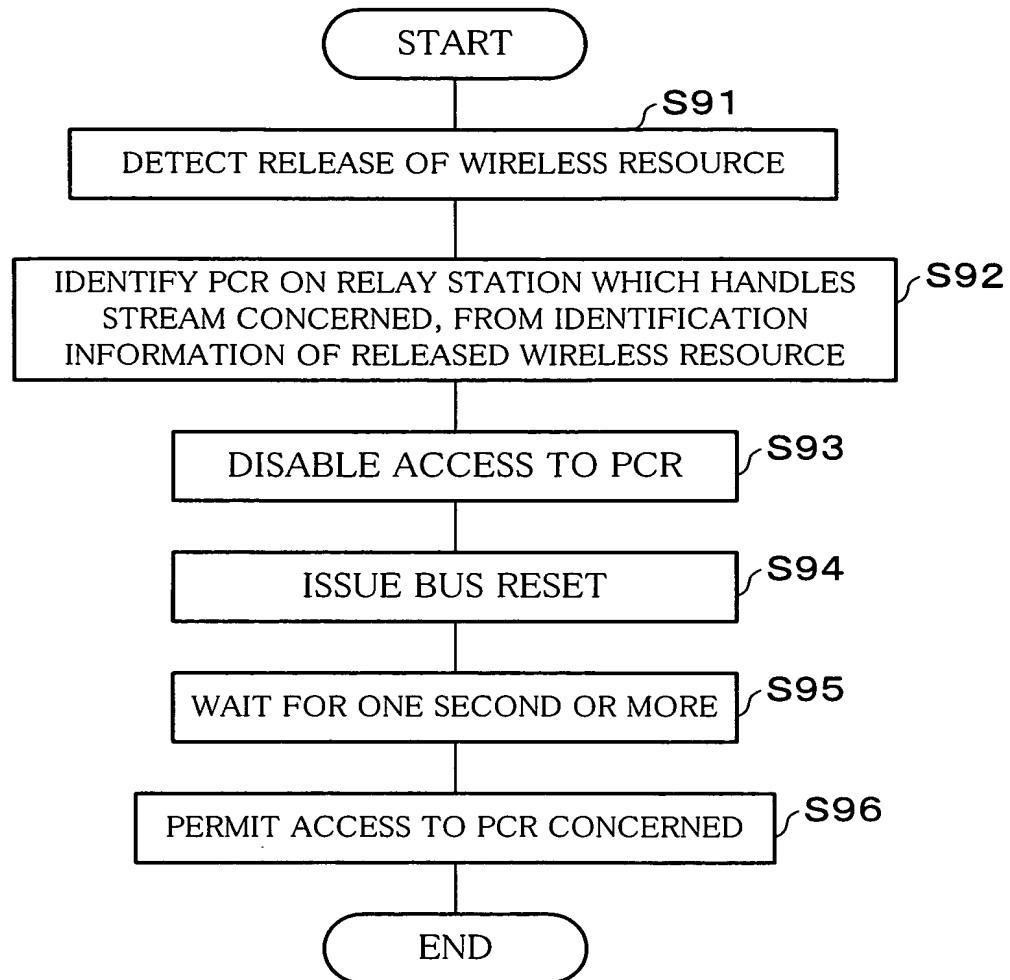 START
S91
DETECT RELEASE OF WIRELESS RESOURCE
S92
IDENTIFY PCR ON RELAY STATION WHICH HANDLES
STREAM CONCERNED, FROM IDENTIFICATION
INFORMATION OF RELEASED WIRELESS RESOURCE
S93
DISABLE ACCESS TO PCR
S94
ISSUE BUS RESET
S95
WAIT FOR ONE SECOND OR MORE
S96
PERMIT ACCESS TO PCR CONCERNED
END